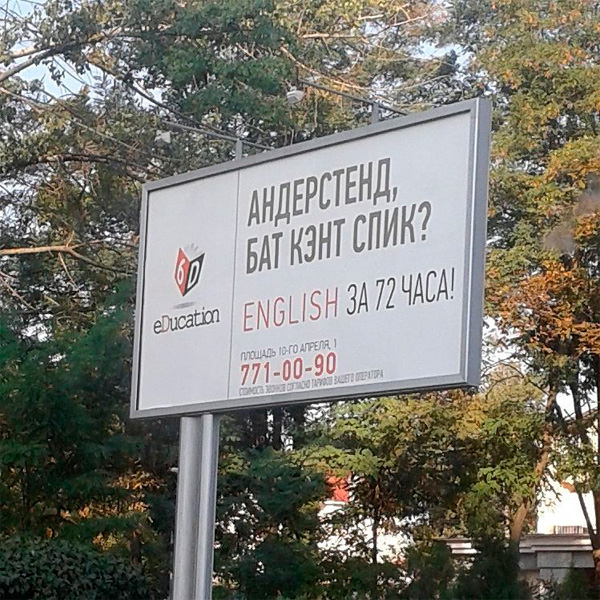 6D
eDucation
АНДЕРСТЕНД,
БАТ КЭНТ СПИК?
ENGLISH ЗА 72 ЧАСА!
ПЛОЩАДЬ 10-ГО АПРЕЛЯ, 1
771-00-90
СТОИМОСТЬ ЗВОНКОВ СОГЛАСНО ТАРИФОВ ВАШЕГО ОПЕРАТОРА